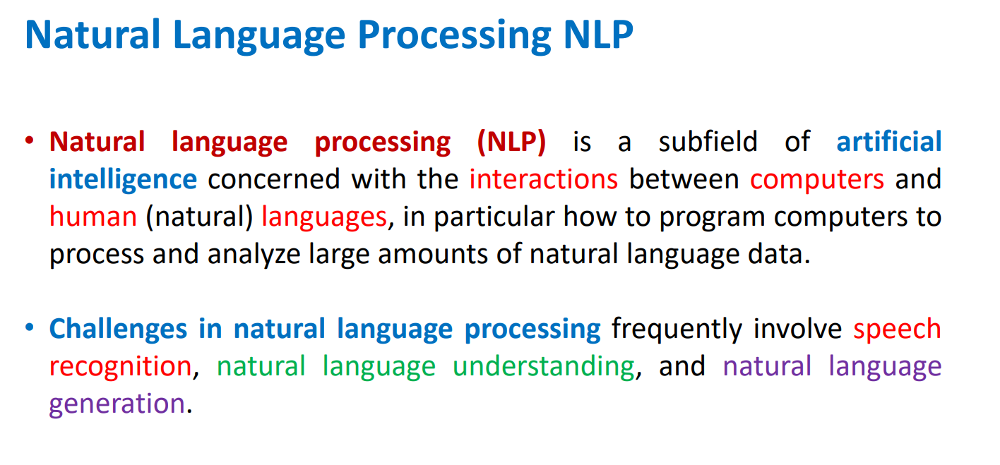 Natural Language Processing NLP
• Natural language processing (NLP) is a subfield of artificial
intelligence concerned with the interactions between computers and
human (natural) languages, in particular how to program computers to
process and analyze large amounts of natural language data.
• Challenges in natural language processing frequently involve speech
recognition, natural language understanding, and natural language
generation.